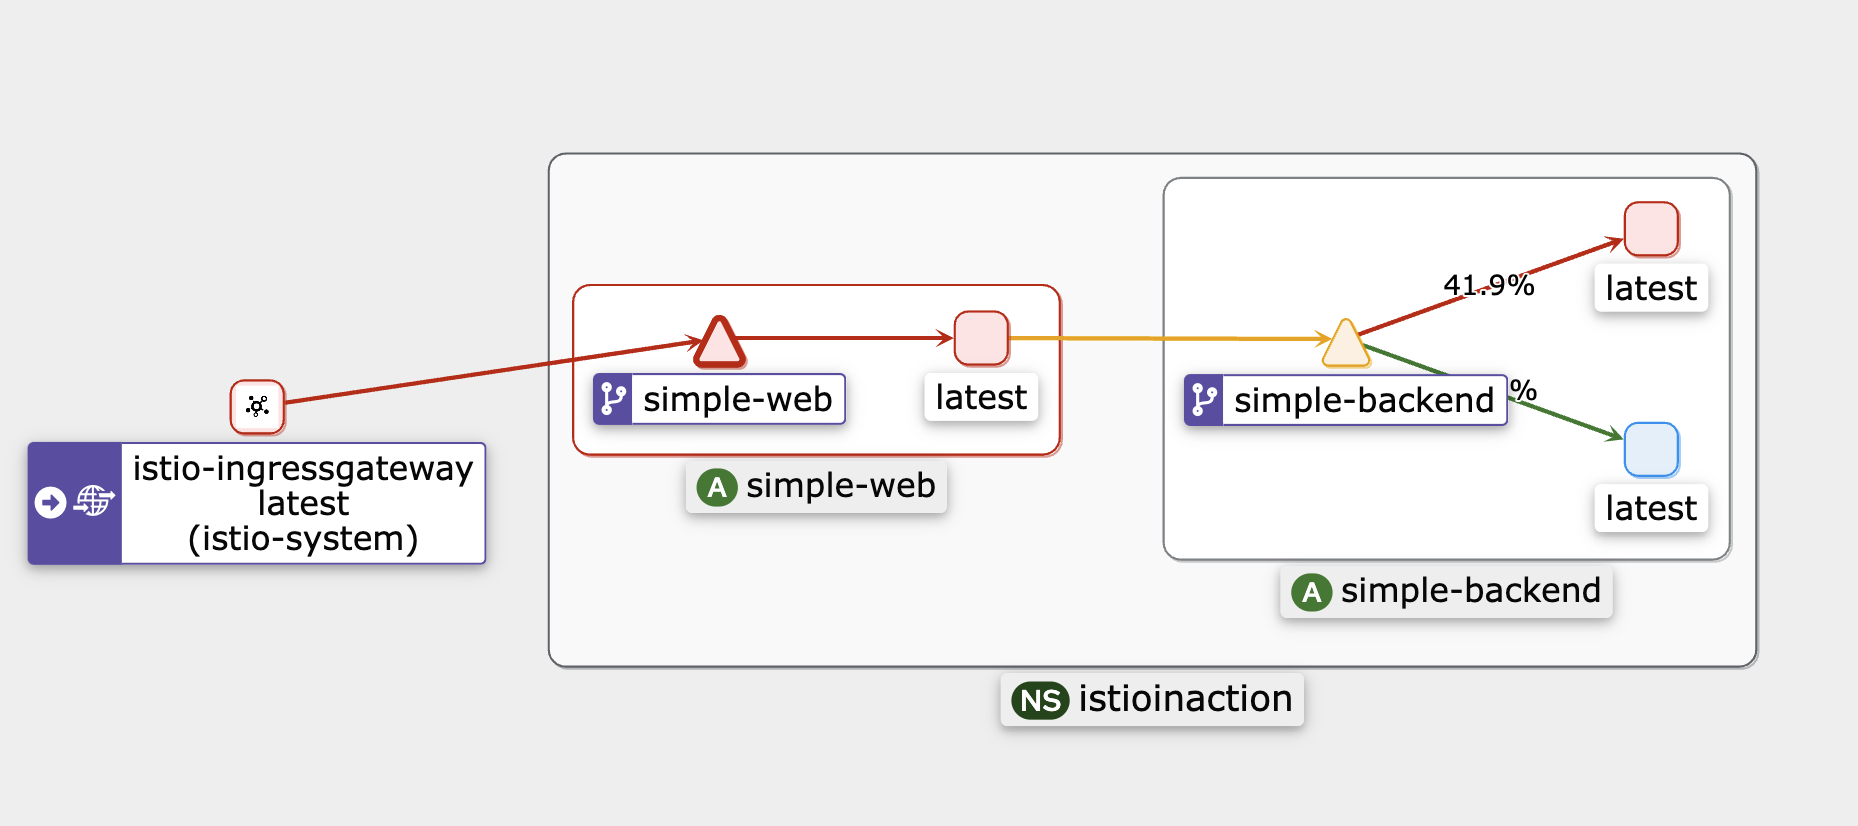 istio-ingressgateway
latest
(istio-system)
simple-web
latest
A simple-web
simple-backend
41.9%
%
latest
latest
A simple-backend
NS istioinaction